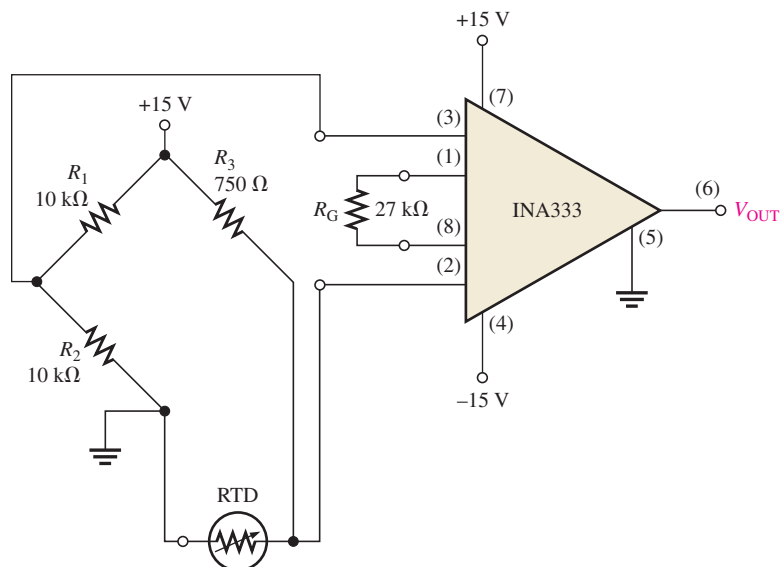 +15 V
(7)
(3)
+15 V
R3
750 Ω
R1
10 kΩ
(1)
RG
27 kΩ
INA333
(6)
VOUT
(8)
(5)
(2)
R2
10 kΩ
(4)
–15 V
RTD